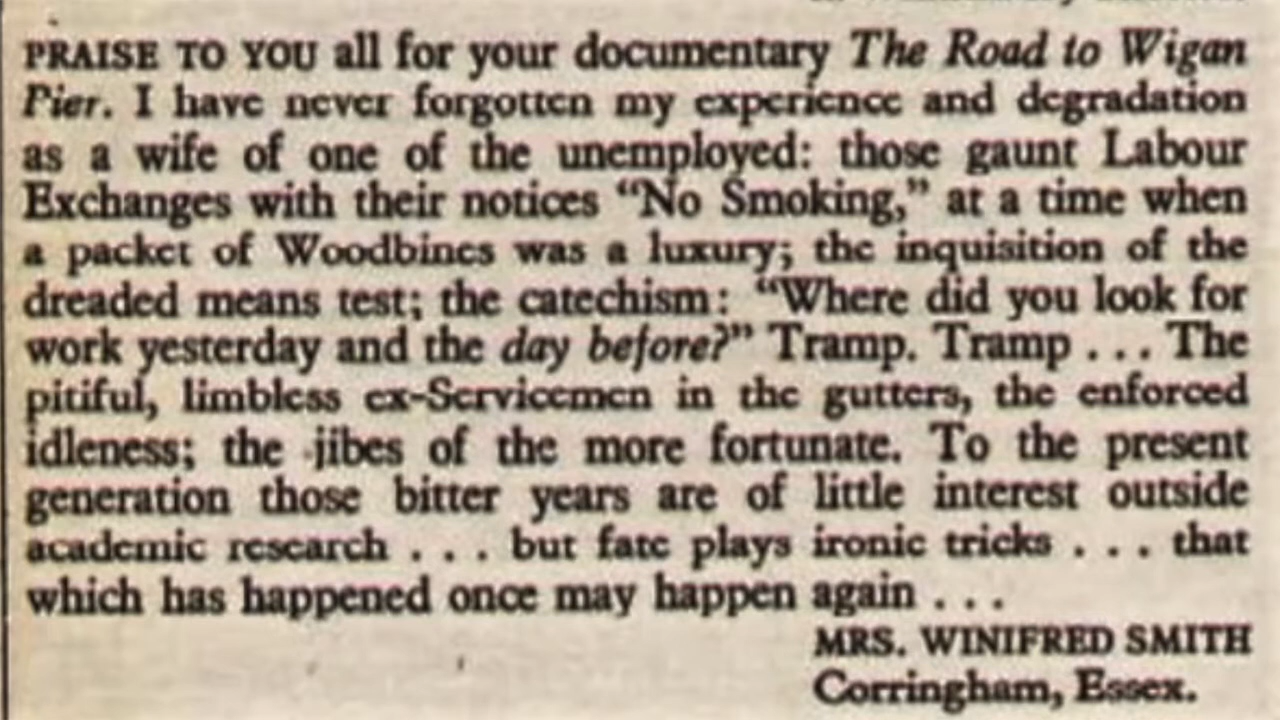 PRAISE TO YOU all for your documentary The Road to Wigan
Pier. I have never forgotten my experience and degradation
as a wife of one of the unemployed: those gaunt Labour
Exchanges with their notices “No Smoking,” at a time when
a packet of Woodbines was a luxury; the inquisition of the
dreaded means test; the catechism: “Where did you look for
work yesterday and the day before?” Tramp. Tramp . . . The
pitiful, limbless ex-Servicemen in the gutters, the enforced
idleness; the jibes of the more fortunate. To the present
generation those bitter years are of little interest outside
academic research . . . but fate plays ironic tricks . . . that
which has happened once may happen again . . .
MRS. WINIFRED SMITH
Corringham, Essex.